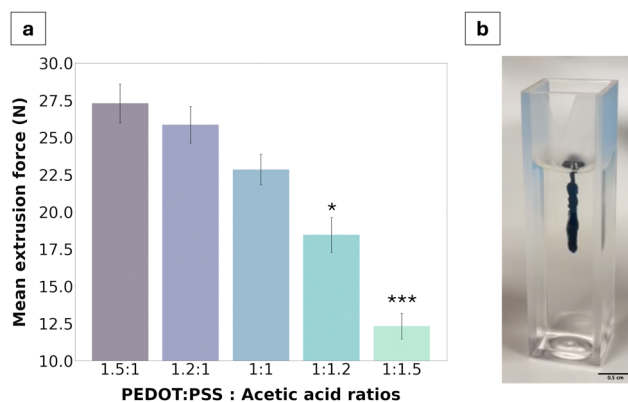 a
b
30.0
27.5
25.0
22.5
20.0
17.5
15.0
12.5
10.0
Mean extrusion force (N)
*
***
1.5:1 1.2:1 1:1 1:1.2 1:1.5
PEDOT:PSS : Acetic acid ratios
0.5 cm